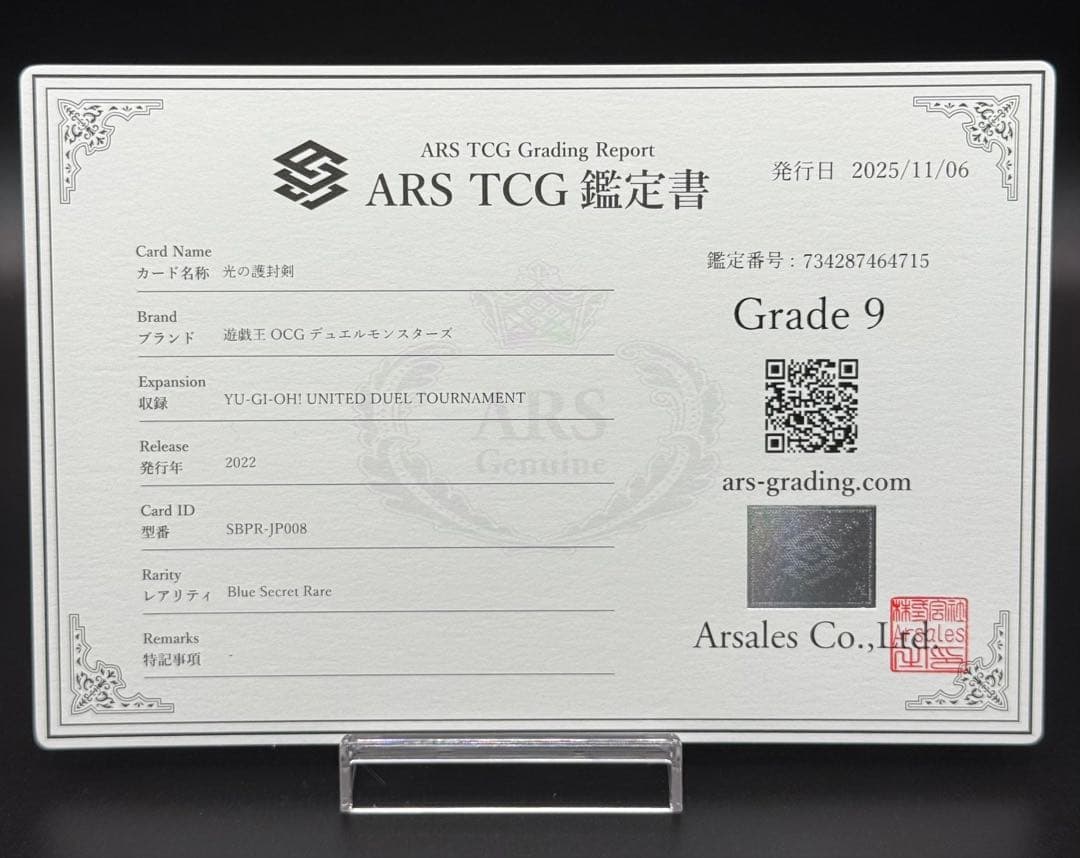 ARS TCG Grading Report
ARS TCG 鑑定書
発行日 2025/11/06
Card Name
カード名称 光の護封剣
Brand
ブランド 遊戯王 OCG デュエルモンスターズ
Expansion
収録 YU-GI-OH! UNITED DUEL TOURNAMENT
Release
発行年 2022
Card ID
型番 SBPR-JP008
Rarity
レアリティ Blue Secret Rare
Remarks
特記事項 -
ARS
Genuine
鑑定番号 : 734287464715
Grade 9
ars-grading.com
Arsales Co.,Ltd.
株式会社
Arsales